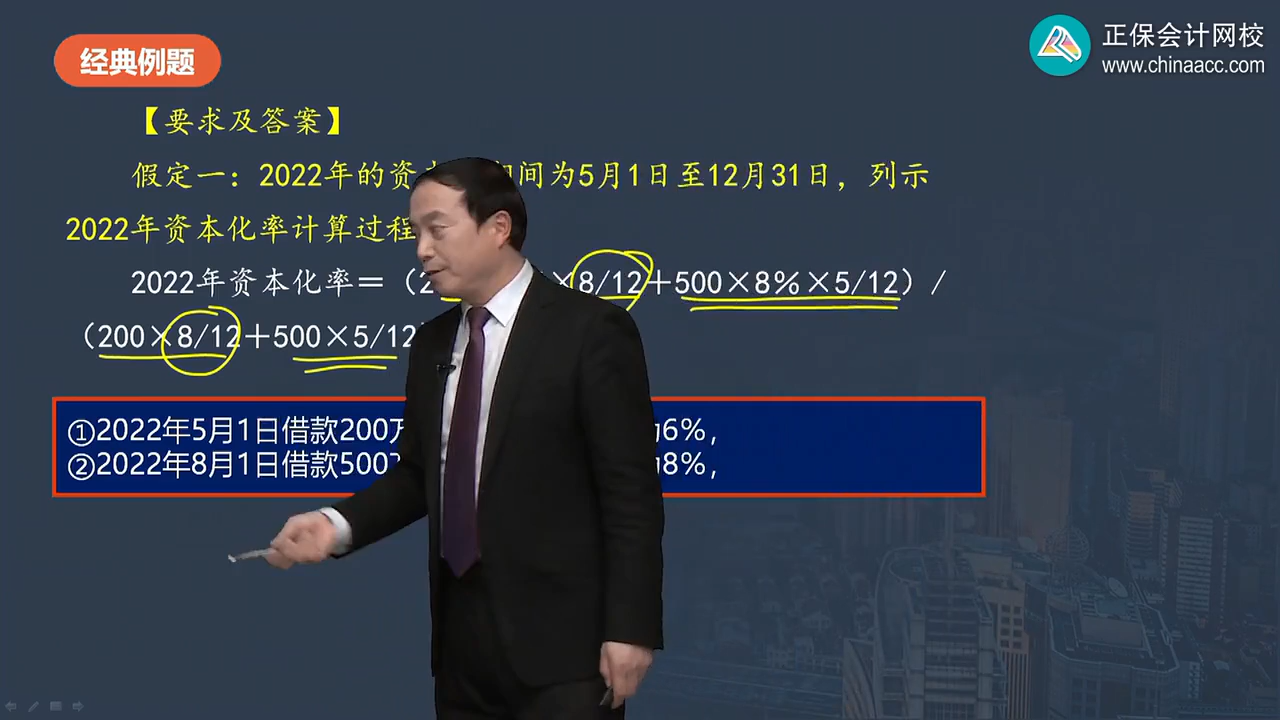 经典例题
正保会计网校
www.chinaacc.com
【要求及答案】
假定一：2022年的资 间为5月1日至12月31日，列示
2022年资本化率计算过程
2022年资本化率＝（2 ×8/12＋500×8%×5/12）/
（200×8/12＋500×5/12
①2022年5月1日借款200万 6%，
②2022年8月1日借款500 8%，